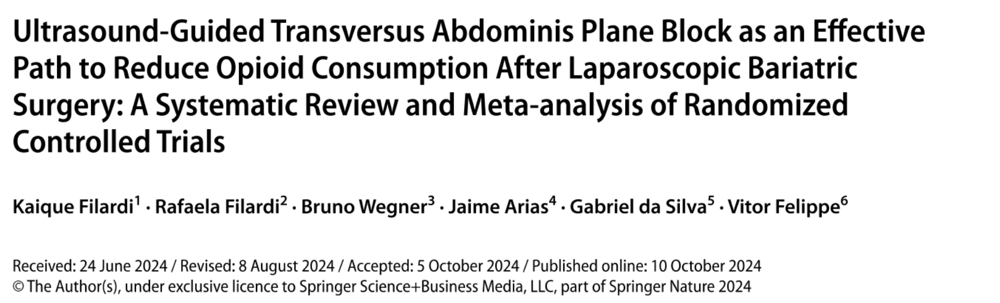 Ultrasound-Guided Transversus Abdominis Plane Block as an Effective
Path to Reduce Opioid Consumption After Laparoscopic Bariatric
Surgery: A Systematic Review and Meta-analysis of Randomized
Controlled Trials
Kaique Filardi¹ · Rafaela Filardi² · Bruno Wegner³ · Jaime Arias⁴ · Gabriel da Silva⁵ · Vitor Felippe⁶
Received: 24 June 2024 / Revised: 8 August 2024 / Accepted: 5 October 2024 / Published online: 10 October 2024
© The Author(s), under exclusive licence to Springer Science+Business Media, LLC, part of Springer Nature 2024